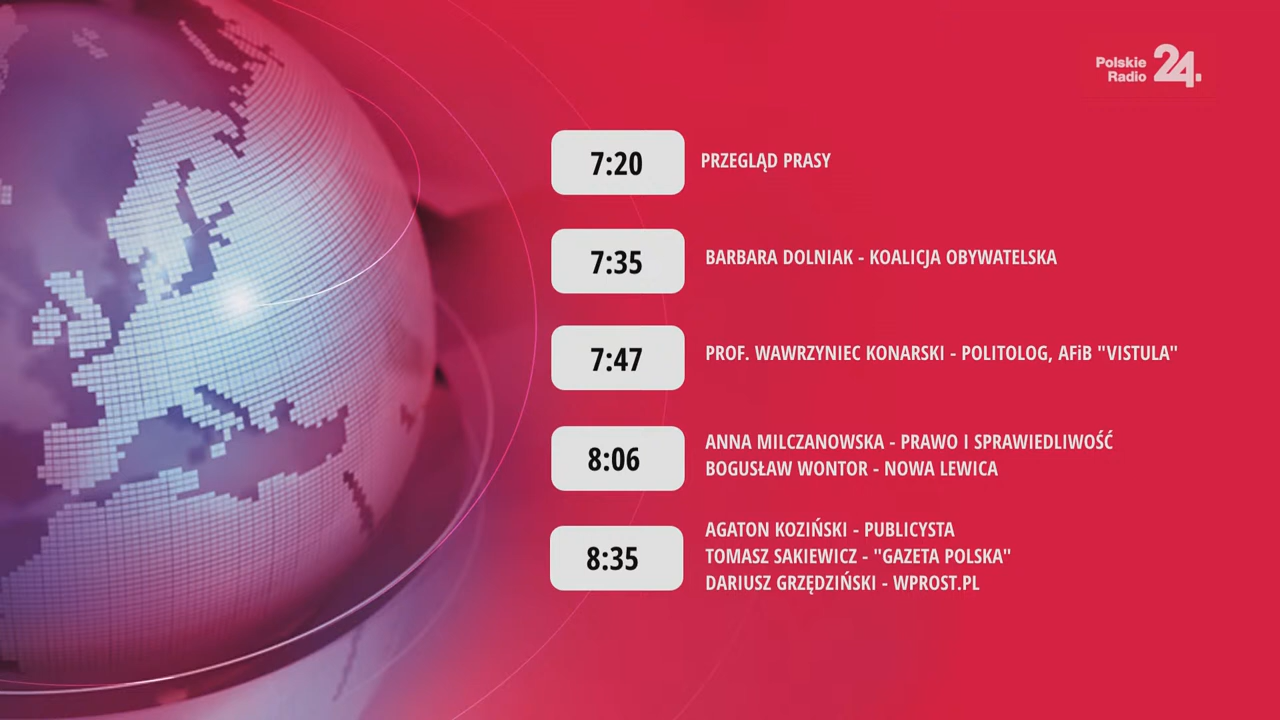 Polskie
Radio 24.
7:20 PRZEGLĄD PRASY
7:35 BARBARA DOLNIAK - KOALICJA OBYWATELSKA
7:47 PROF. WAWRZYNIEC KONARSKI - POLITOLOG, AFiB "VISTULA"
8:06 ANNA MILCZANOWSKA - PRAWO I SPRAWIEDLIWOŚĆ
BOGUSŁAW WONTOR - NOWA LEWICA
8:35 AGATON KOZIŃSKI - PUBLICYSTA
TOMASZ SAKIEWICZ - "GAZETA POLSKA"
DARIUSZ GRZĘDZIŃSKI - WPROST.PL